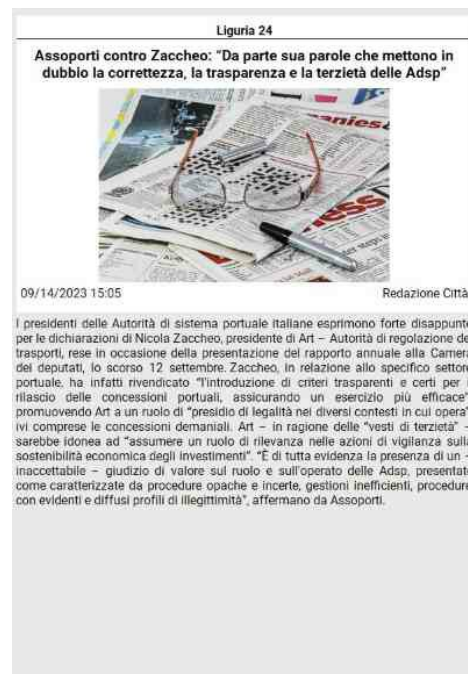 Liguria 24
Assoporti contro Zaccheo: “Da parte sua parole che mettono in
dubbio la correttezza, la trasparenza e la terzietà delle Adsp”
anies
ess
09/14/2023 15:05 Redazione Città
I presidenti delle Autorità di sistema portuale italiane esprimono forte disappunt
per le dichiarazioni di Nicola Zaccheo, presidente di Art – Autorità di regolazione de
trasporti, rese in occasione della presentazione del rapporto annuale alla Camera
dei deputati, lo scorso 12 settembre. Zaccheo, in relazione allo specifico settore
portuale, ha infatti rivendicato “l’introduzione di criteri trasparenti e certi per i
rilascio delle concessioni portuali, assicurando un esercizio più efficace”
promuovendo Art a un ruolo di “presidio di legalità nei diversi contesti in cui opera”
ivi comprese le concessioni demaniali. Art – in ragione delle “vesti di terzietà” –
sarebbe idonea ad “assumere un ruolo di rilevanza nelle azioni di vigilanza sulla
sostenibilità economica degli investimenti”. “È di tutta evidenza la presenza di un –
inaccettabile – giudizio di valore sul ruolo e sull’operato delle Adsp, presentate
come caratterizzate da procedure opache e incerte, gestioni inefficienti, procedure
con evidenti e diffusi profili di illegittimità”, affermano da Assoporti.